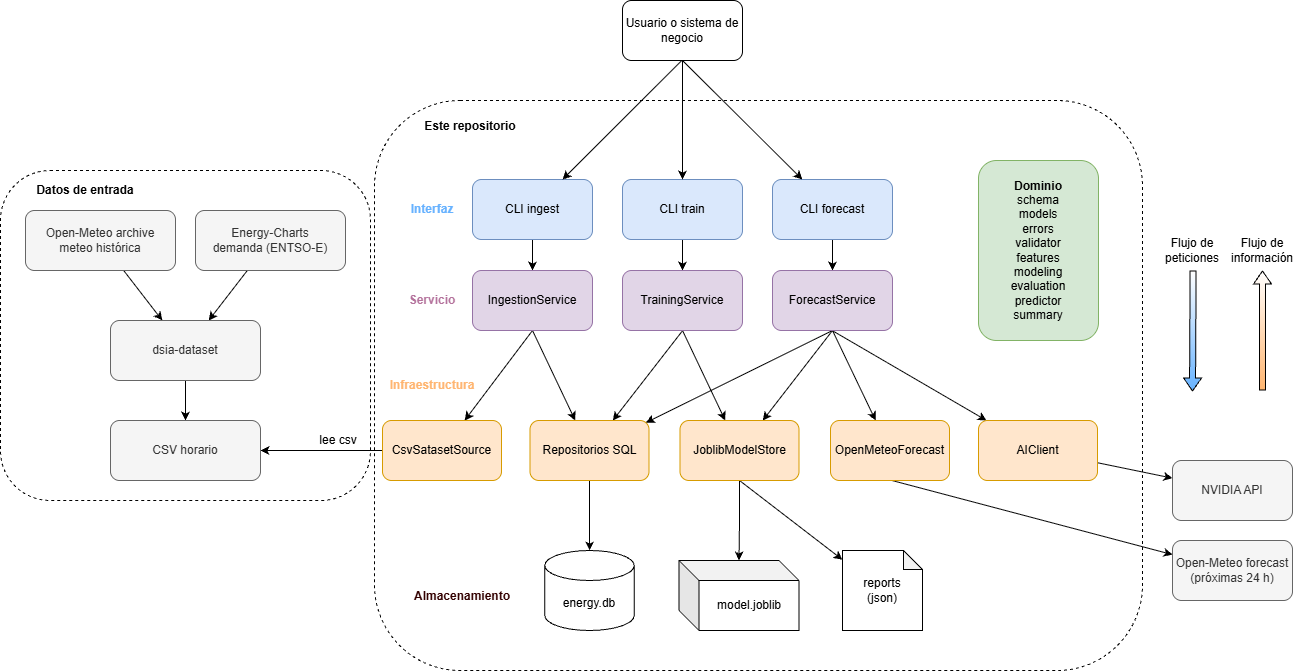 Usuario o sistema de
negocio
Este repositorio
Datos de entrada
Open-Meteo archive
meteo histórica
Energy-Charts
demanda (ENTSO-E)
dsia-dataset
CSV horario
lee csv
Interfaz
CLI ingest
CLI train
CLI forecast
Servicio
IngestionService
TrainingService
ForecastService
Infraestructura
CsvSatasetSource
Repositorios SQL
JoblibModelStore
OpenMeteoForecast
AIClient
Almacenamiento
energy.db
model.joblib
reports
(json)
Dominio
schema
models
errors
validator
features
modeling
evaluation
predictor
summary
Flujo de
peticiones
Flujo de
información
NVIDIA API
Open-Meteo forecast
(próximas 24 h)